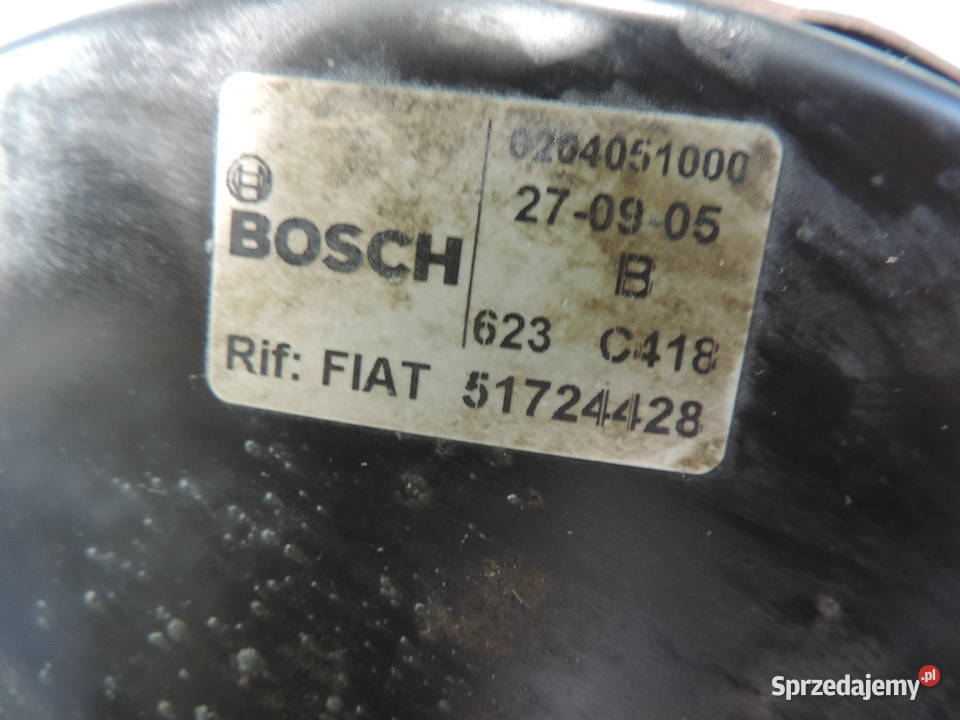 BOSCH
0204051000
27-09-05
B
623 C418
Rif: FIAT 51724428
Sprzedajemy.pl